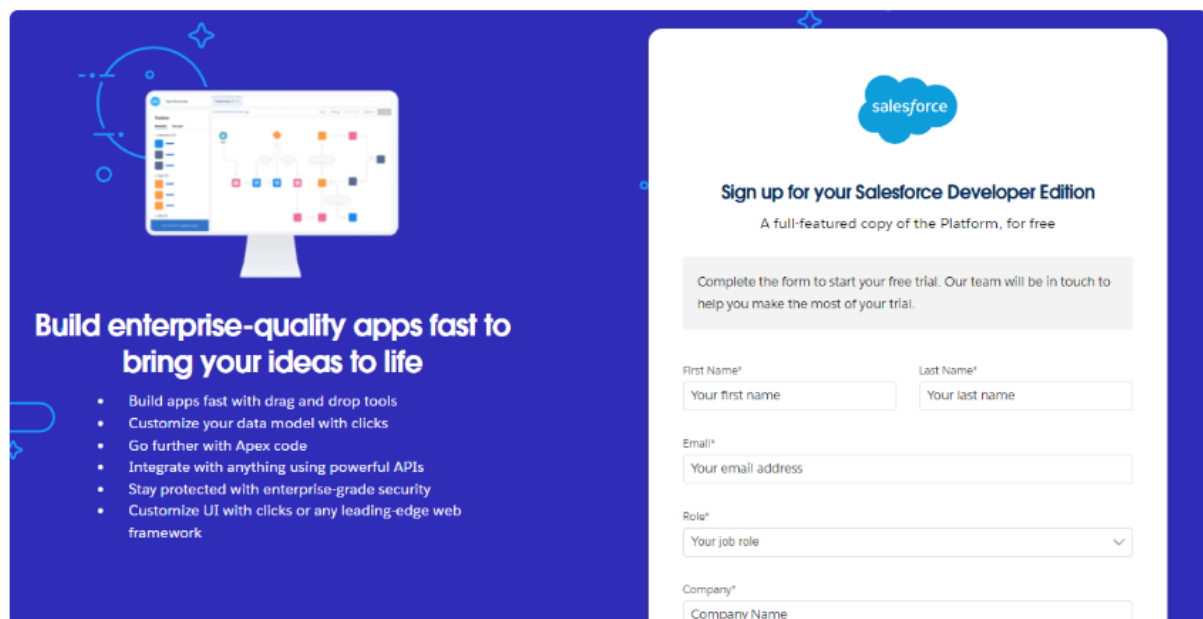 Build enterprise-quality apps fast to
bring your ideas to life
• Build apps fast with drag and drop tools
• Customize your data model with clicks
• Go further with Apex code
• Integrate with anything using powerful APIs
• Stay protected with enterprise-grade security
• Customize UI with clicks or any leading-edge web
framework
salesforce
Sign up for your Salesforce Developer Edition
A full-featured copy of the Platform, for free
Complete the form to start your free trial. Our team will be in touch to
help you make the most of your trial.
First Name* Last Name*
Your first name Your last name
Email*
Your email address
Role*
Your job role
Company*
Company Name